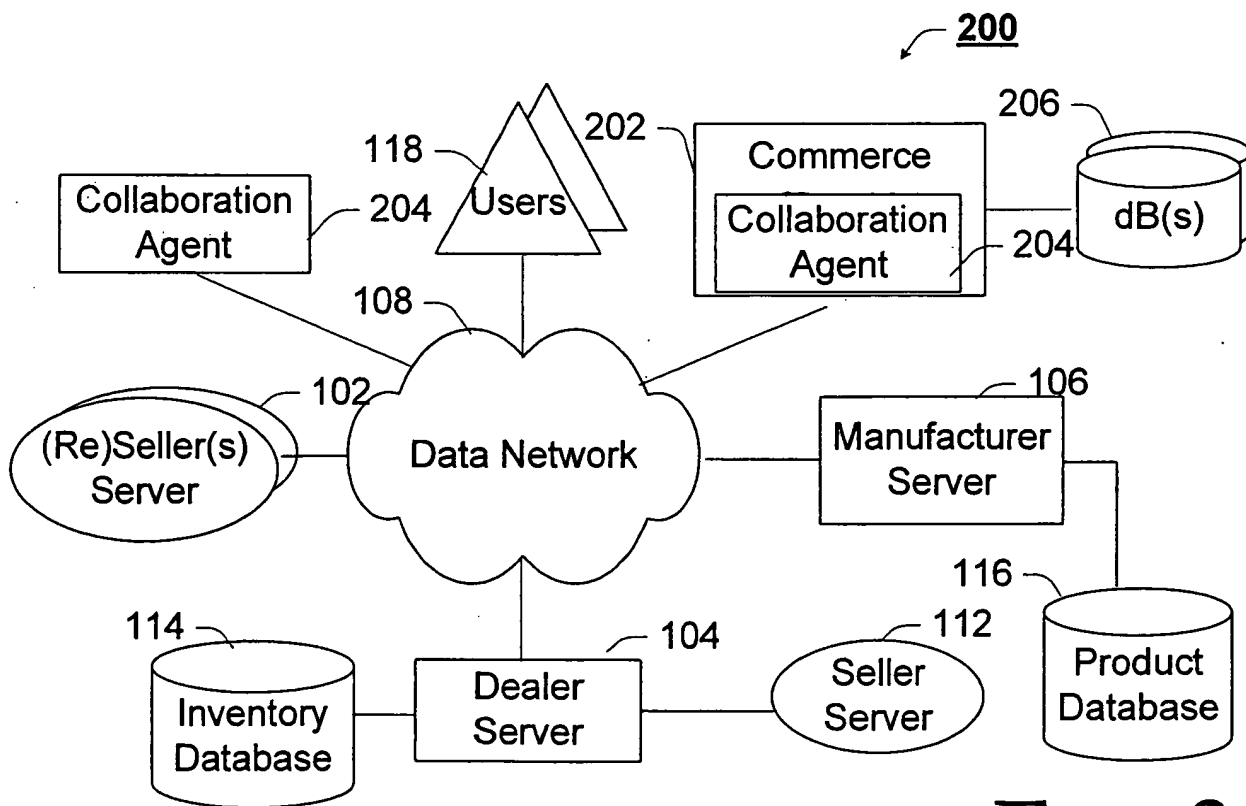 200
206
202
Commerce
118
Collaboration
Agent
204
Users
Collaboration
Agent
204
dB(s)
108
102
106
(Re)Seller(s)
Server
Data Network
Manufacturer
Server
116
114
104
112
Inventory
Database
Dealer
Server
Seller
Server
Product
Database